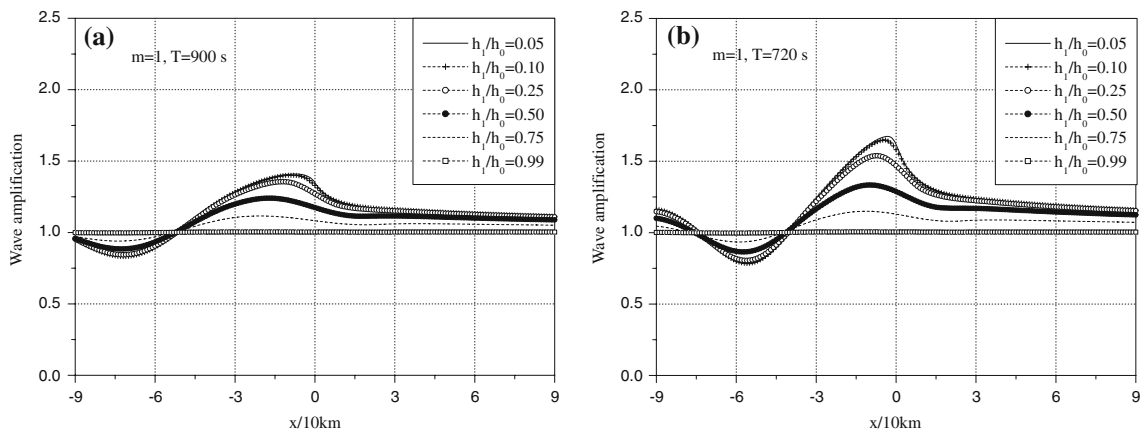 (a)
m=1, T=900 s
h1/h0=0.05
h1/h0=0.10
h1/h0=0.25
h1/h0=0.50
h1/h0=0.75
h1/h0=0.99
2.5
2.0
1.5
1.0
0.5
0.0
Wave amplification
-9 -6 -3 0 3 6 9
x/10km
(b)
m=1, T=720 s
h1/h0=0.05
h1/h0=0.10
h1/h0=0.25
h1/h0=0.50
h1/h0=0.75
h1/h0=0.99
2.5
2.0
1.5
1.0
0.5
0.0
Wave amplification
-9 -6 -3 0 3 6 9
x/10km